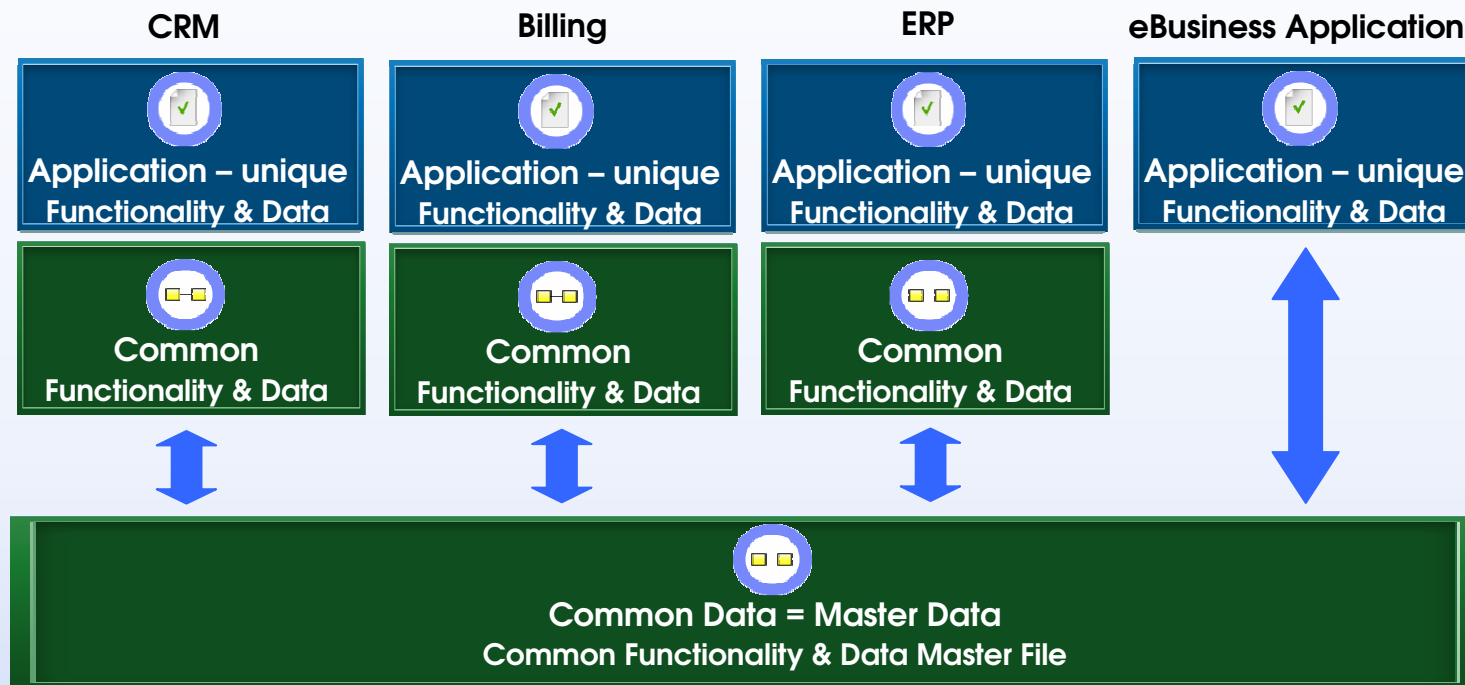 CRM
Billing
ERP
eBusiness Application
Application – unique
Functionality & Data
Application – unique
Functionality & Data
Application – unique
Functionality & Data
Application – unique
Functionality & Data
Common
Functionality & Data
Common
Functionality & Data
Common
Functionality & Data
Common Data = Master Data
Common Functionality & Data Master File